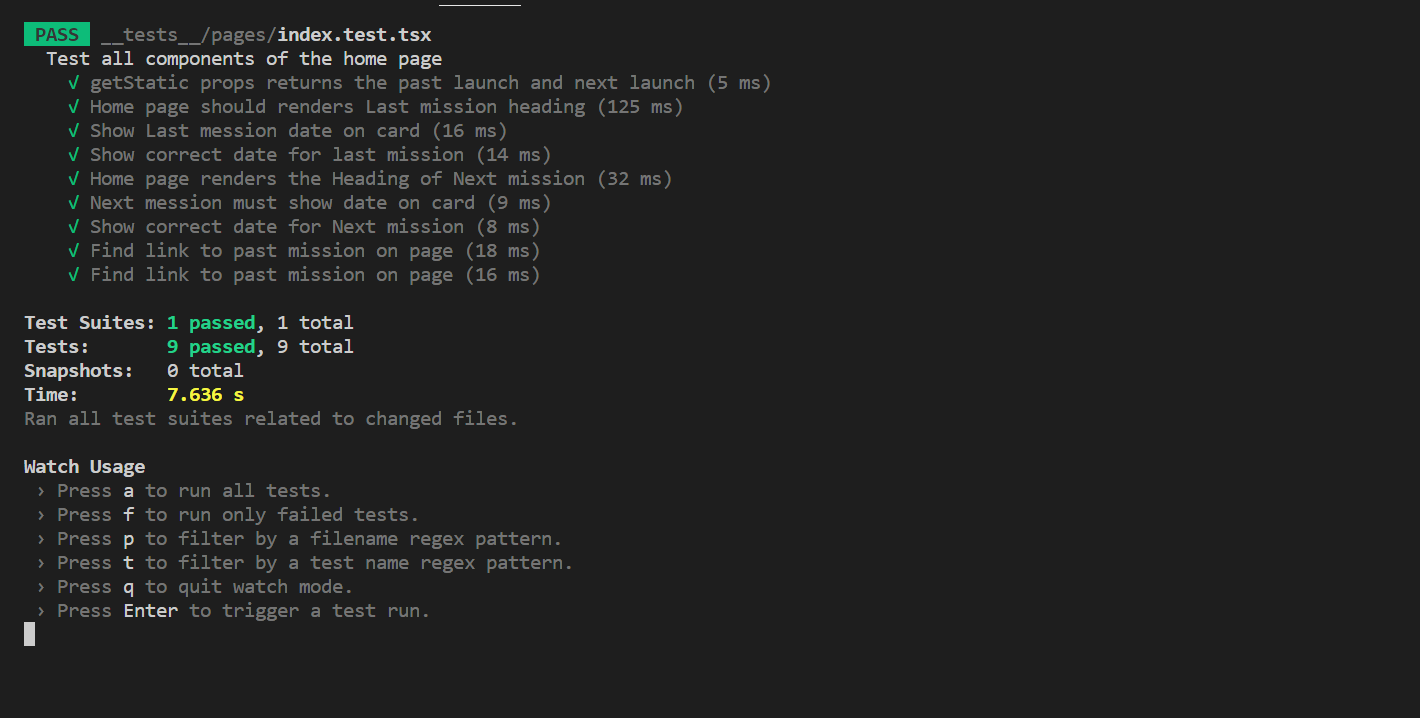 PASS __tests__/pages/index.test.tsx
Test all components of the home page
√ getStatic props returns the past launch and next launch (5 ms)
√ Home page should renders Last mission heading (125 ms)
√ Show Last mession date on card (16 ms)
√ Show correct date for last mission (14 ms)
√ Home page renders the Heading of Next mission (32 ms)
√ Next mession must show date on card (9 ms)
√ Show correct date for Next mission (8 ms)
√ Find link to past mission on page (18 ms)
√ Find link to past mission on page (16 ms)
Test Suites: 1 passed, 1 total
Tests: 9 passed, 9 total
Snapshots: 0 total
Time: 7.636 s
Ran all test suites related to changed files.
Watch Usage
› Press a to run all tests.
› Press f to run only failed tests.
› Press p to filter by a filename regex pattern.
› Press t to filter by a test name regex pattern.
› Press q to quit watch mode.
› Press Enter to trigger a test run.